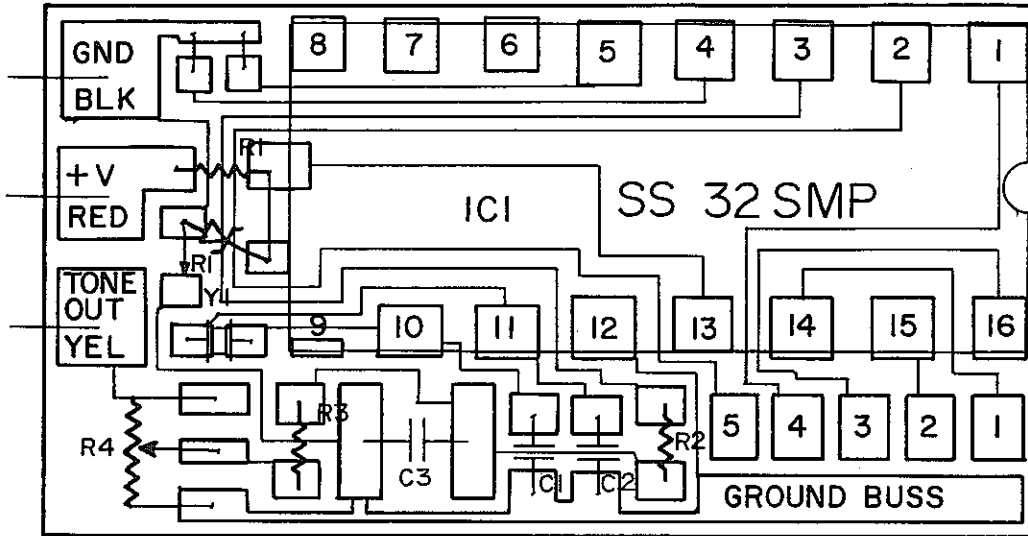 GND
BLK
8 7 6 5 4 3 2 1
R1
+V
RED
IC1
SS 32 SMP
R1
Y1
TONE
OUT
YEL
9 10 11 12 13 14 15 16
R4
R3
C3
C1
C2
R2
5 4 3 2 1
GROUND BUSS